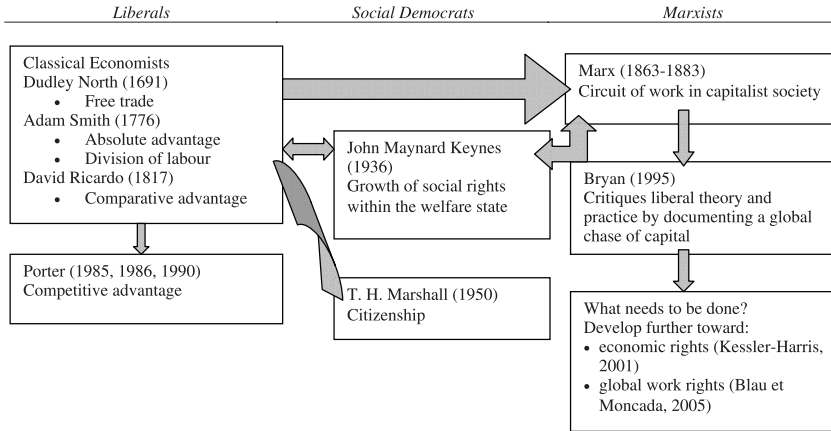 Liberals
Social Democrats
Marxists
Classical Economists
Dudley North (1691)
• Free trade
Adam Smith (1776)
• Absolute advantage
• Division of labour
David Ricardo (1817)
• Comparative advantage
Porter (1985, 1986, 1990)
Competitive advantage
John Maynard Keynes
(1936)
Growth of social rights
within the welfare state
T. H. Marshall (1950)
Citizenship
Marx (1863-1883)
Circuit of work in capitalist society
Bryan (1995)
Critiques liberal theory and
practice by documenting a global
chase of capital
What needs to be done?
Develop further toward:
• economic rights (Kessler-Harris,
2001)
• global work rights (Blau et
Moncada, 2005)